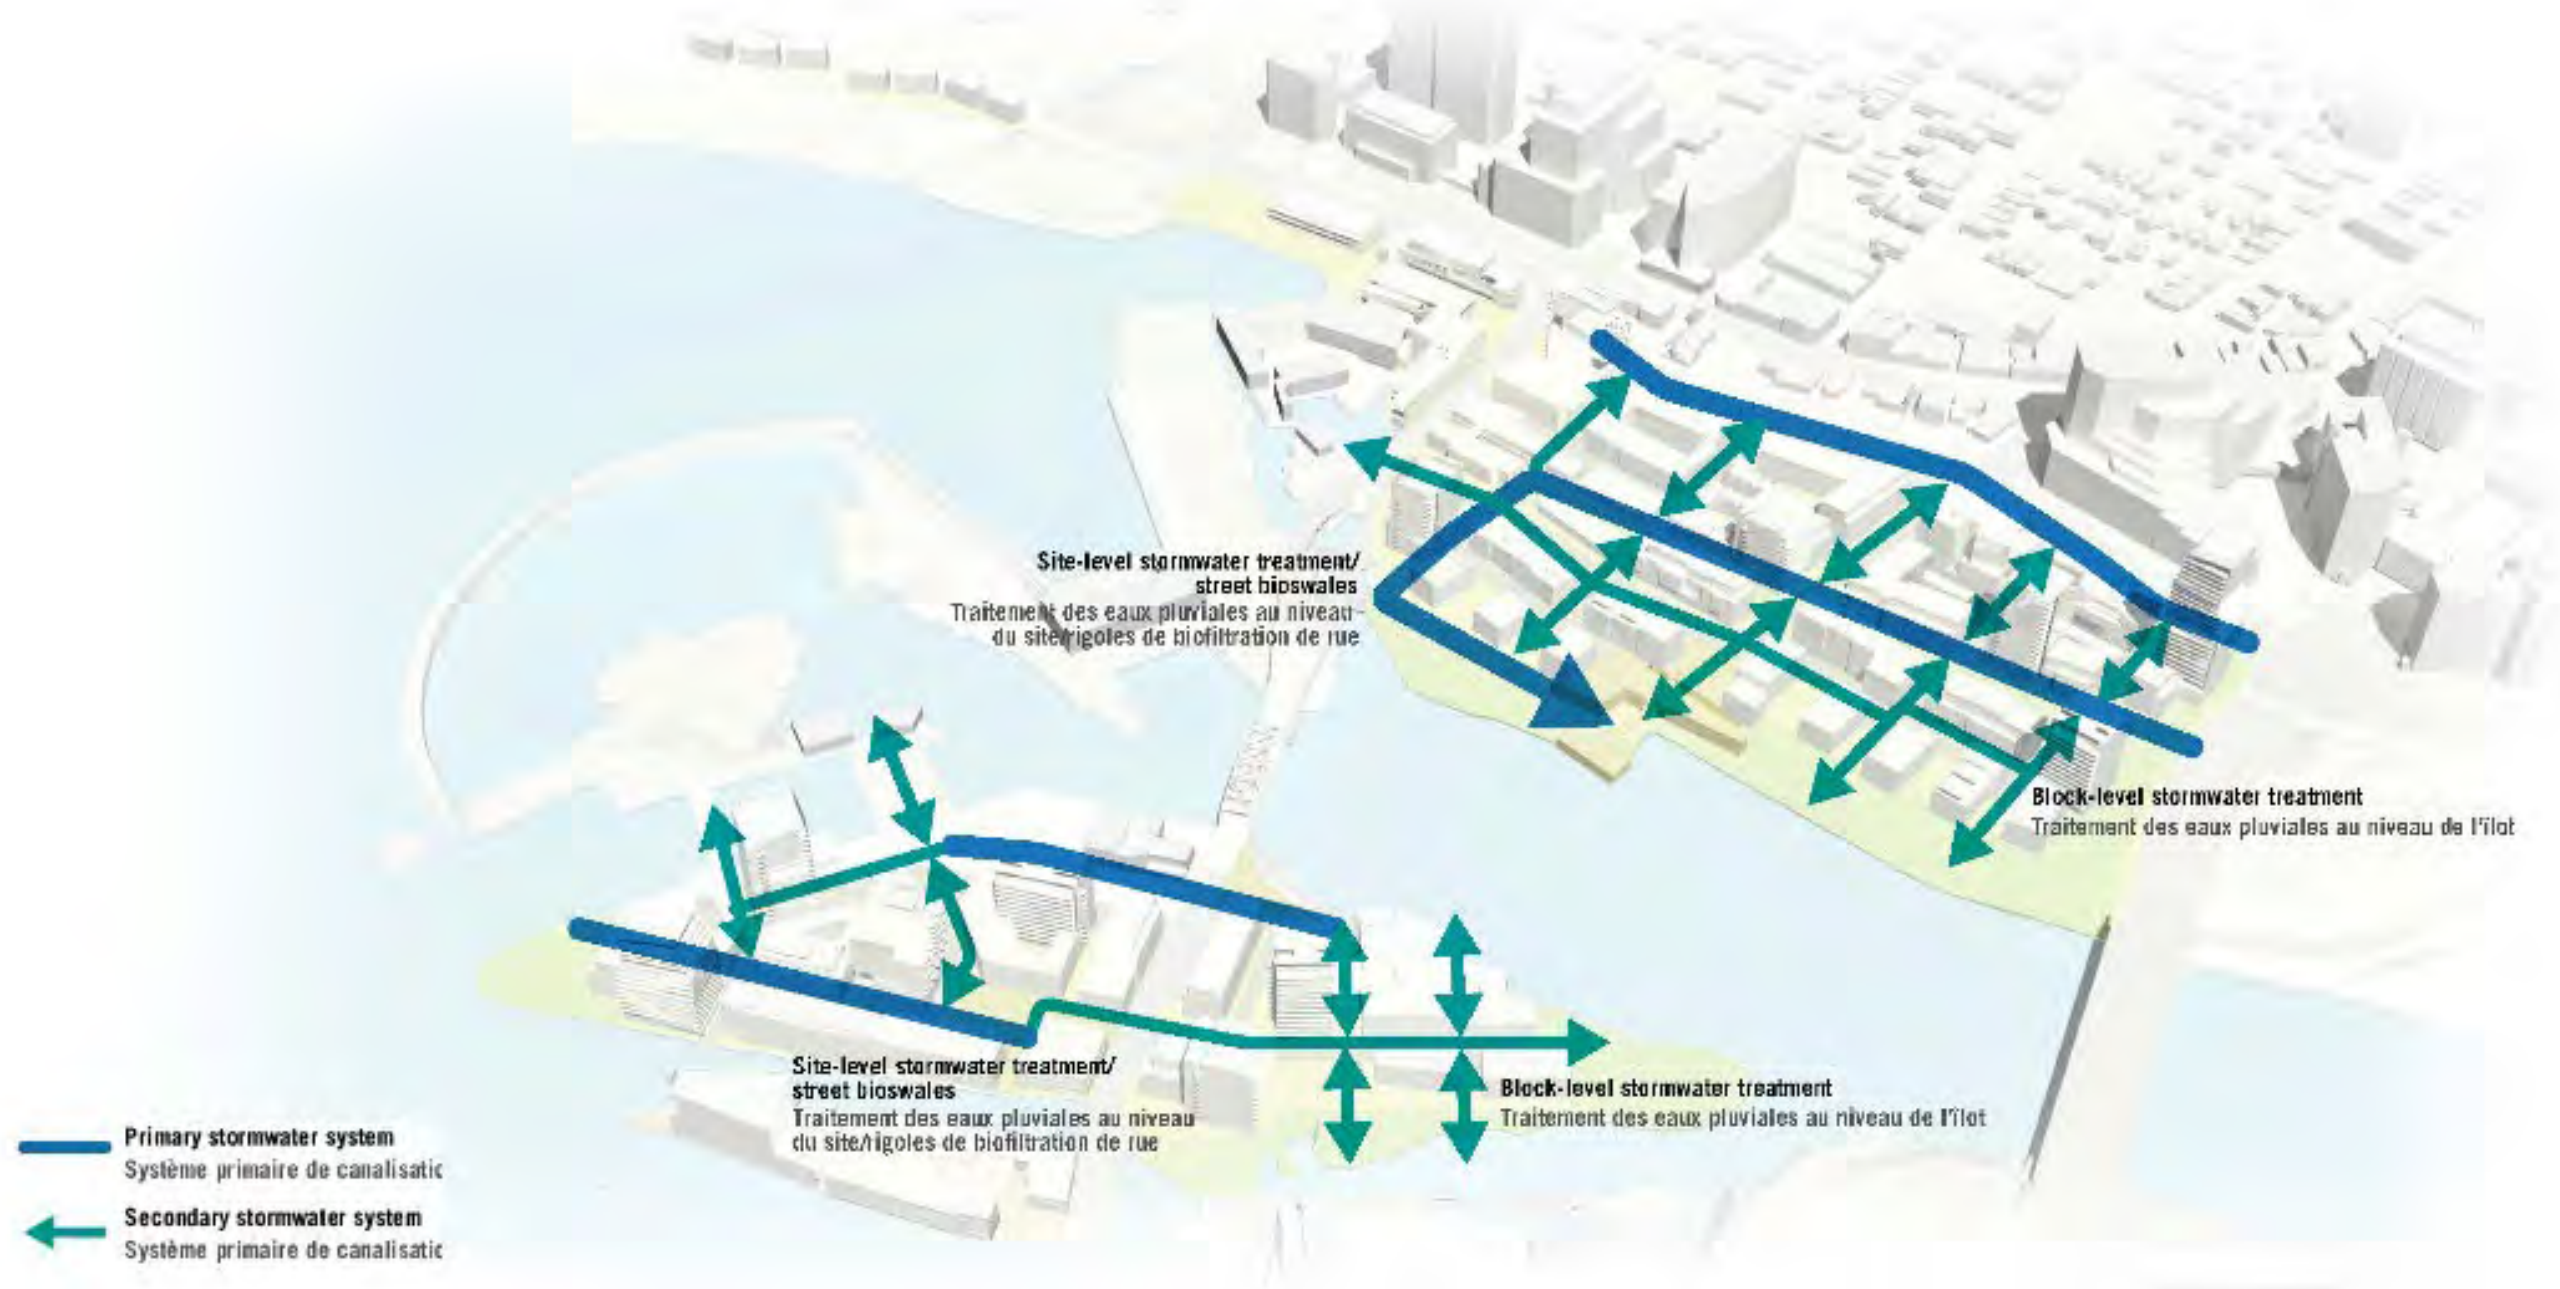 Site-level stormwater treatment/
street bioswales
Traitement des eaux pluviales au niveau
du site/rigoles de biofiltration de rue
Block-level stormwater treatment
Traitement des eaux pluviales au niveau de l'îlot
Site-level stormwater treatment/
street bioswales
Traitement des eaux pluviales au niveau
du site/rigoles de biofiltration de rue
Block-level stormwater treatment
Traitement des eaux pluviales au niveau de l'îlot
Primary stormwater system
Système primaire de canalisatic
Secondary stormwater system
Système primaire de canalisatic